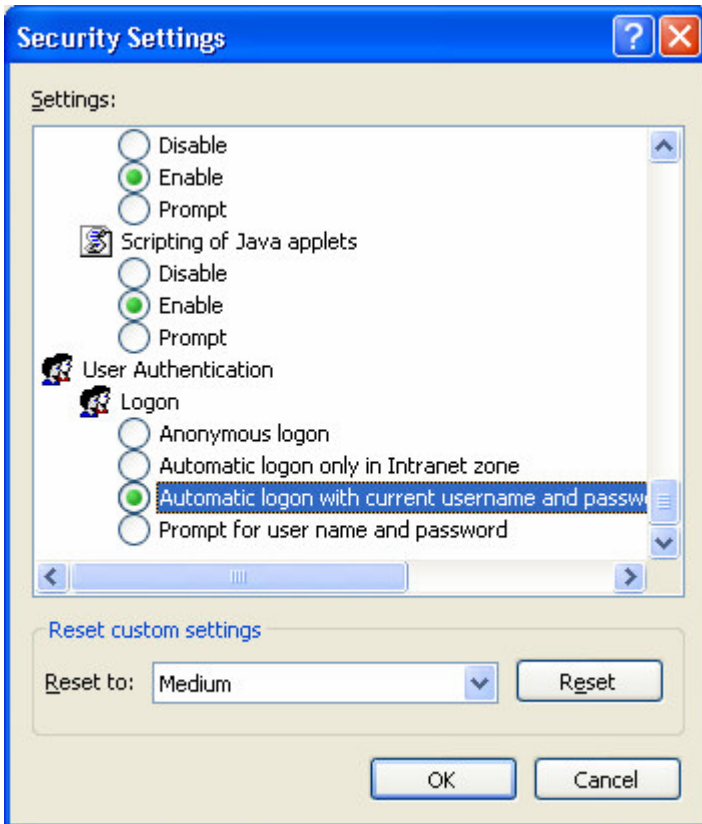 Security Settings
Settings:
Disable
Enable
Prompt
Scripting of Java applets
Disable
Enable
Prompt
User Authentication
Logon
Anonymous logon
Automatic logon only in Intranet zone
Automatic logon with current username and passw
Prompt for user name and password
Reset custom settings
Reset to: Medium Reset
OK Cancel